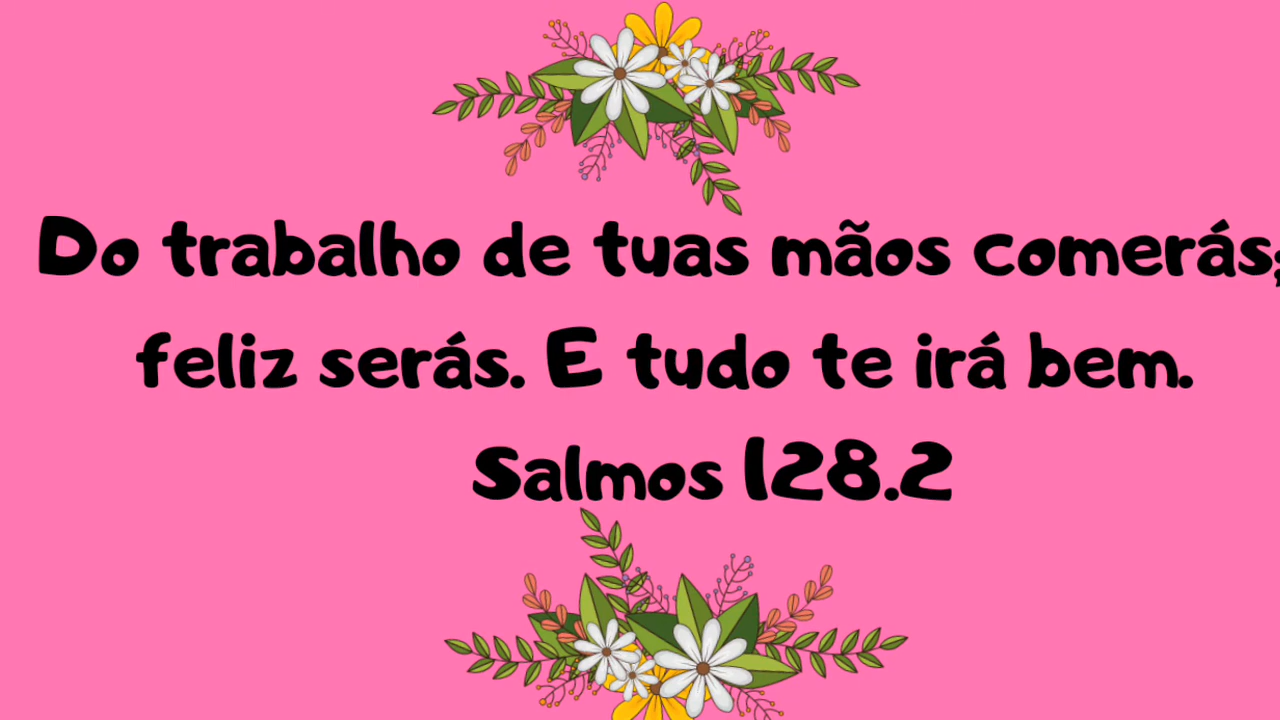 Do trabalho de tuas mãos comerás;
feliz serás. E tudo te irá bem.
Salmos 128.2